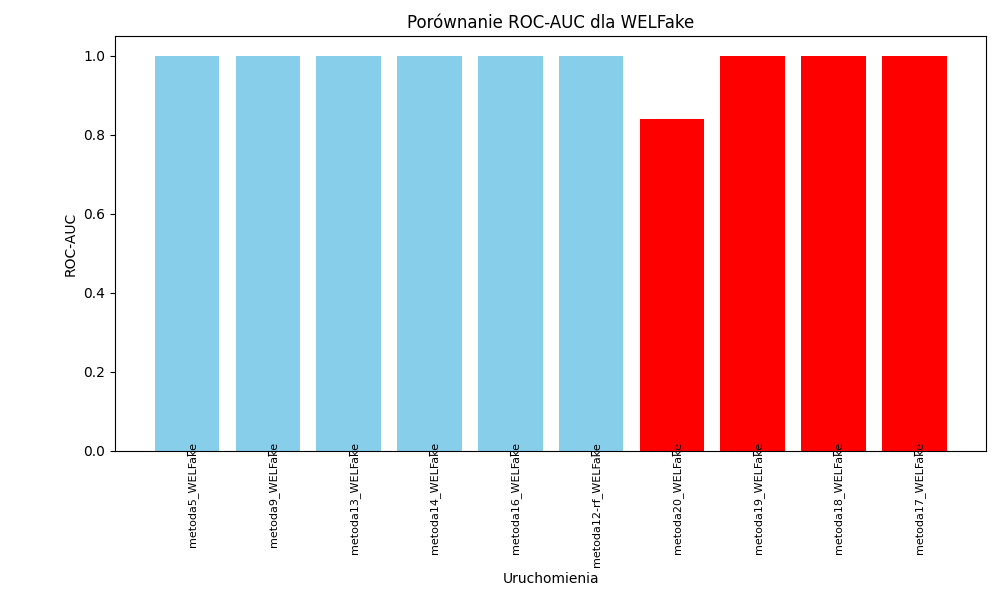 Porównanie ROC-AUC dla WELFake
ROC-AUC
1.0
0.8
0.6
0.4
0.2
0.0
metoda5_WELFake
metoda9_WELFake
metoda13_WELFake
metoda14_WELFake
metoda16_WELFake
metoda12-rf_WELFake
metoda20_WELFake
metoda19_WELFake
metoda18_WELFake
metoda17_WELFake
Uruchomienia